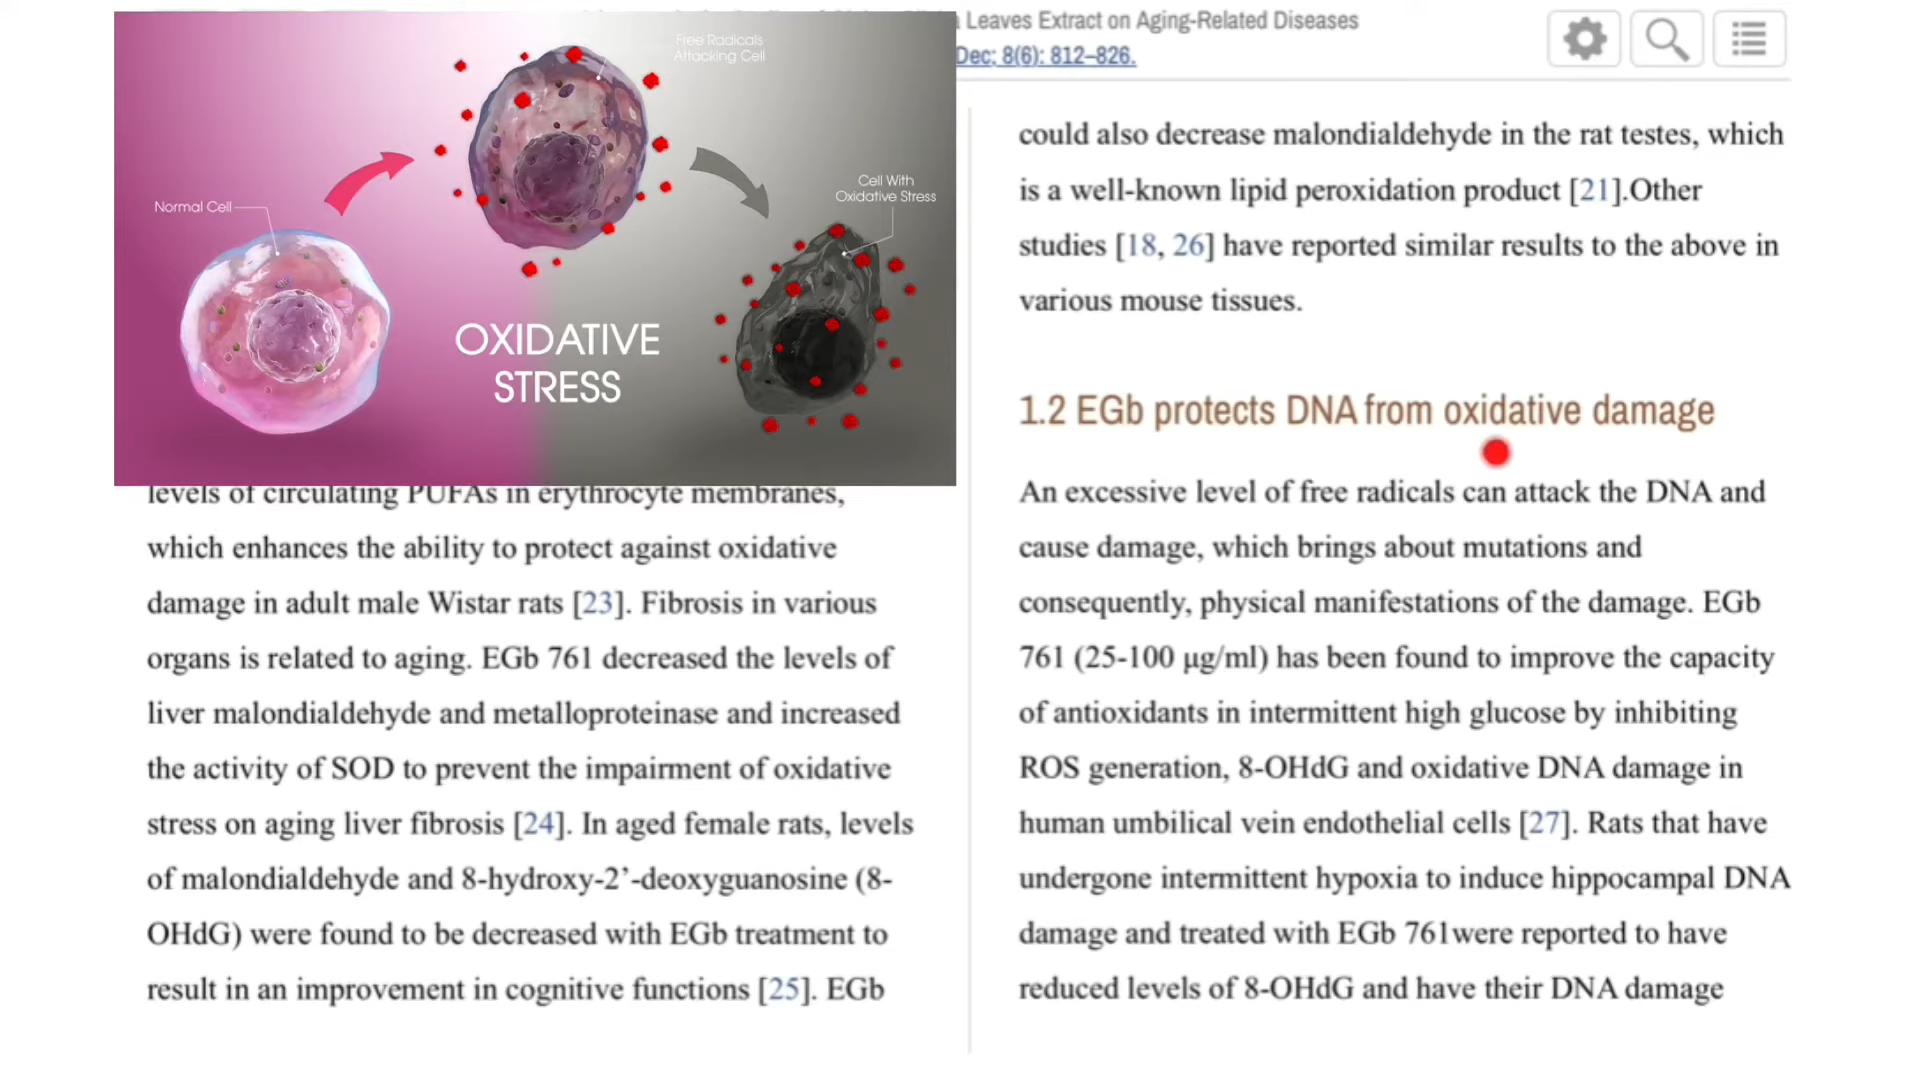 Leaves Extract on Aging-Related Diseases
Dec; 8(6): 812–826.
Free Radicals
Attacking Cell
Cell With
Oxidative Stress
Normal Cell
OXIDATIVE
STRESS
levels of circulating PUFAs in erythrocyte membranes,
which enhances the ability to protect against oxidative
damage in adult male Wistar rats [23]. Fibrosis in various
organs is related to aging. EGb 761 decreased the levels of
liver malondialdehyde and metalloproteinase and increased
the activity of SOD to prevent the impairment of oxidative
stress on aging liver fibrosis [24]. In aged female rats, levels
of malondialdehyde and 8-hydroxy-2’-deoxyguanosine (8-
OHdG) were found to be decreased with EGb treatment to
result in an improvement in cognitive functions [25]. EGb
could also decrease malondialdehyde in the rat testes, which
is a well-known lipid peroxidation product [21].Other
studies [18, 26] have reported similar results to the above in
various mouse tissues.
1.2 EGb protects DNA from oxidative damage
An excessive level of free radicals can attack the DNA and
cause damage, which brings about mutations and
consequently, physical manifestations of the damage. EGb
761 (25-100 μg/ml) has been found to improve the capacity
of antioxidants in intermittent high glucose by inhibiting
ROS generation, 8-OHdG and oxidative DNA damage in
human umbilical vein endothelial cells [27]. Rats that have
undergone intermittent hypoxia to induce hippocampal DNA
damage and treated with EGb 761were reported to have
reduced levels of 8-OHdG and have their DNA damage